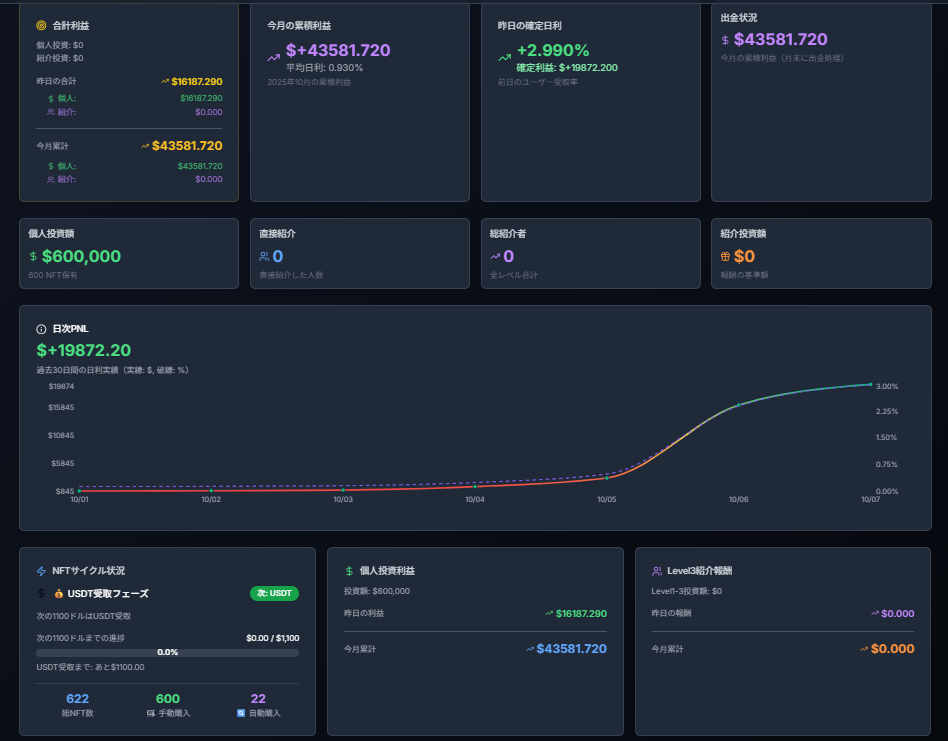 合計利益
個人投資: $0
紹介投資: $0
昨日の合計 $16187.290
個人: $16187.290
紹介: $0.000
今月累計 $43581.720
個人: $43581.720
紹介: $0.000
今月の累積利益
$+43581.720
平均日利: 0.930%
2025年10月の累積利益
昨日の確定日利
+2.990%
確定利益: $+19872.200
前日のユーザー受取率
出金状況
$ $43581.720
今月の累積利益（月末に出金処理）
個人投資額
$ $600,000
600 NFT保有
直接紹介
0
直接紹介した人数
総紹介者
0
全レベル合計
紹介投資額
$0
報酬の基準額
日次PNL
$+19872.20
過去30日間の日利実績（実線: $, 破線: %）
$19874 3.00%
$15845 2.25%
$10845 1.50%
$5845 0.75%
$845 0.00%
10/01 10/02 10/03 10/04 10/05 10/06 10/07
NFTサイクル状況
$ 💰 USDT受取フェーズ 次: USDT
次の1100ドルはUSDT受取
次の1100ドルまでの進捗 $0.00 / $1,100
0.0%
USDT受取まで: あと$1100.00
622 600 22
総NFT数 手動購入 自動購入
個人投資利益
投資額: $600,000
昨日の利益 $16187.290
今月累計 $43581.720
Level3紹介報酬
Level1-3投資額: $0
昨日の報酬 $0.000
今月累計 $0.000